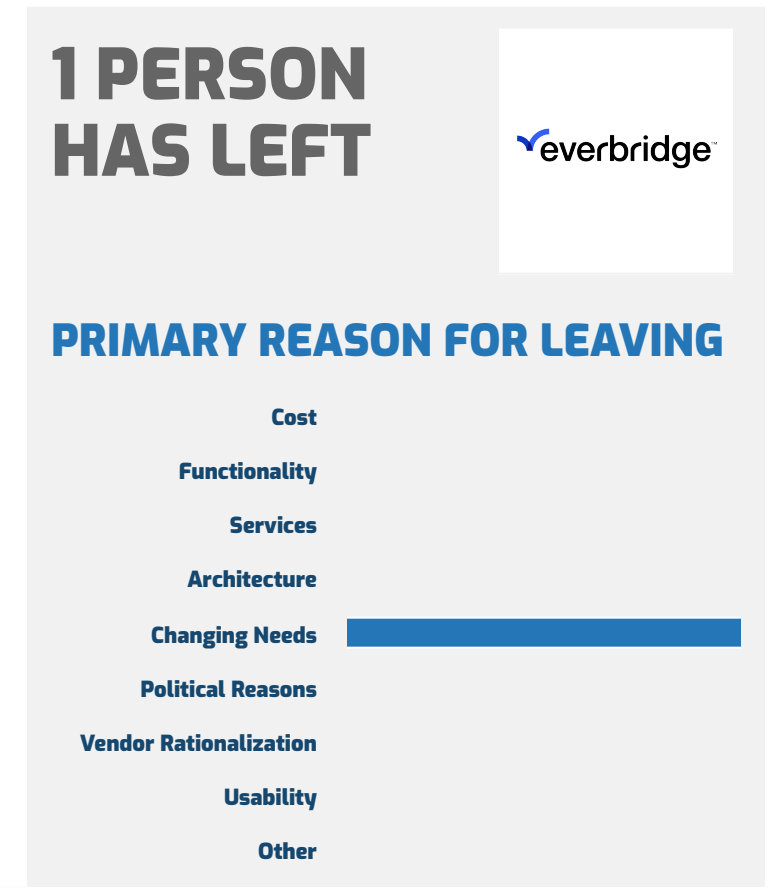 1 PERSON
HAS LEFT
everbridge™
PRIMARY REASON FOR LEAVING
Cost
Functionality
Services
Architecture
Changing Needs
Political Reasons
Vendor Rationalization
Usability
Other